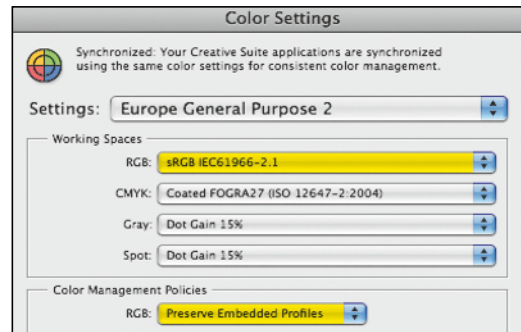 Color Settings
Synchronized: Your Creative Suite applications are synchronized
using the same color settings for consistent color management.
Settings: Europe General Purpose 2
Working Spaces
RGB: sRGB IEC61966-2.1
CMYK: Coated FOGRA27 (ISO 12647-2:2004)
Gray: Dot Gain 15%
Spot: Dot Gain 15%
Color Management Policies
RGB: Preserve Embedded Profiles